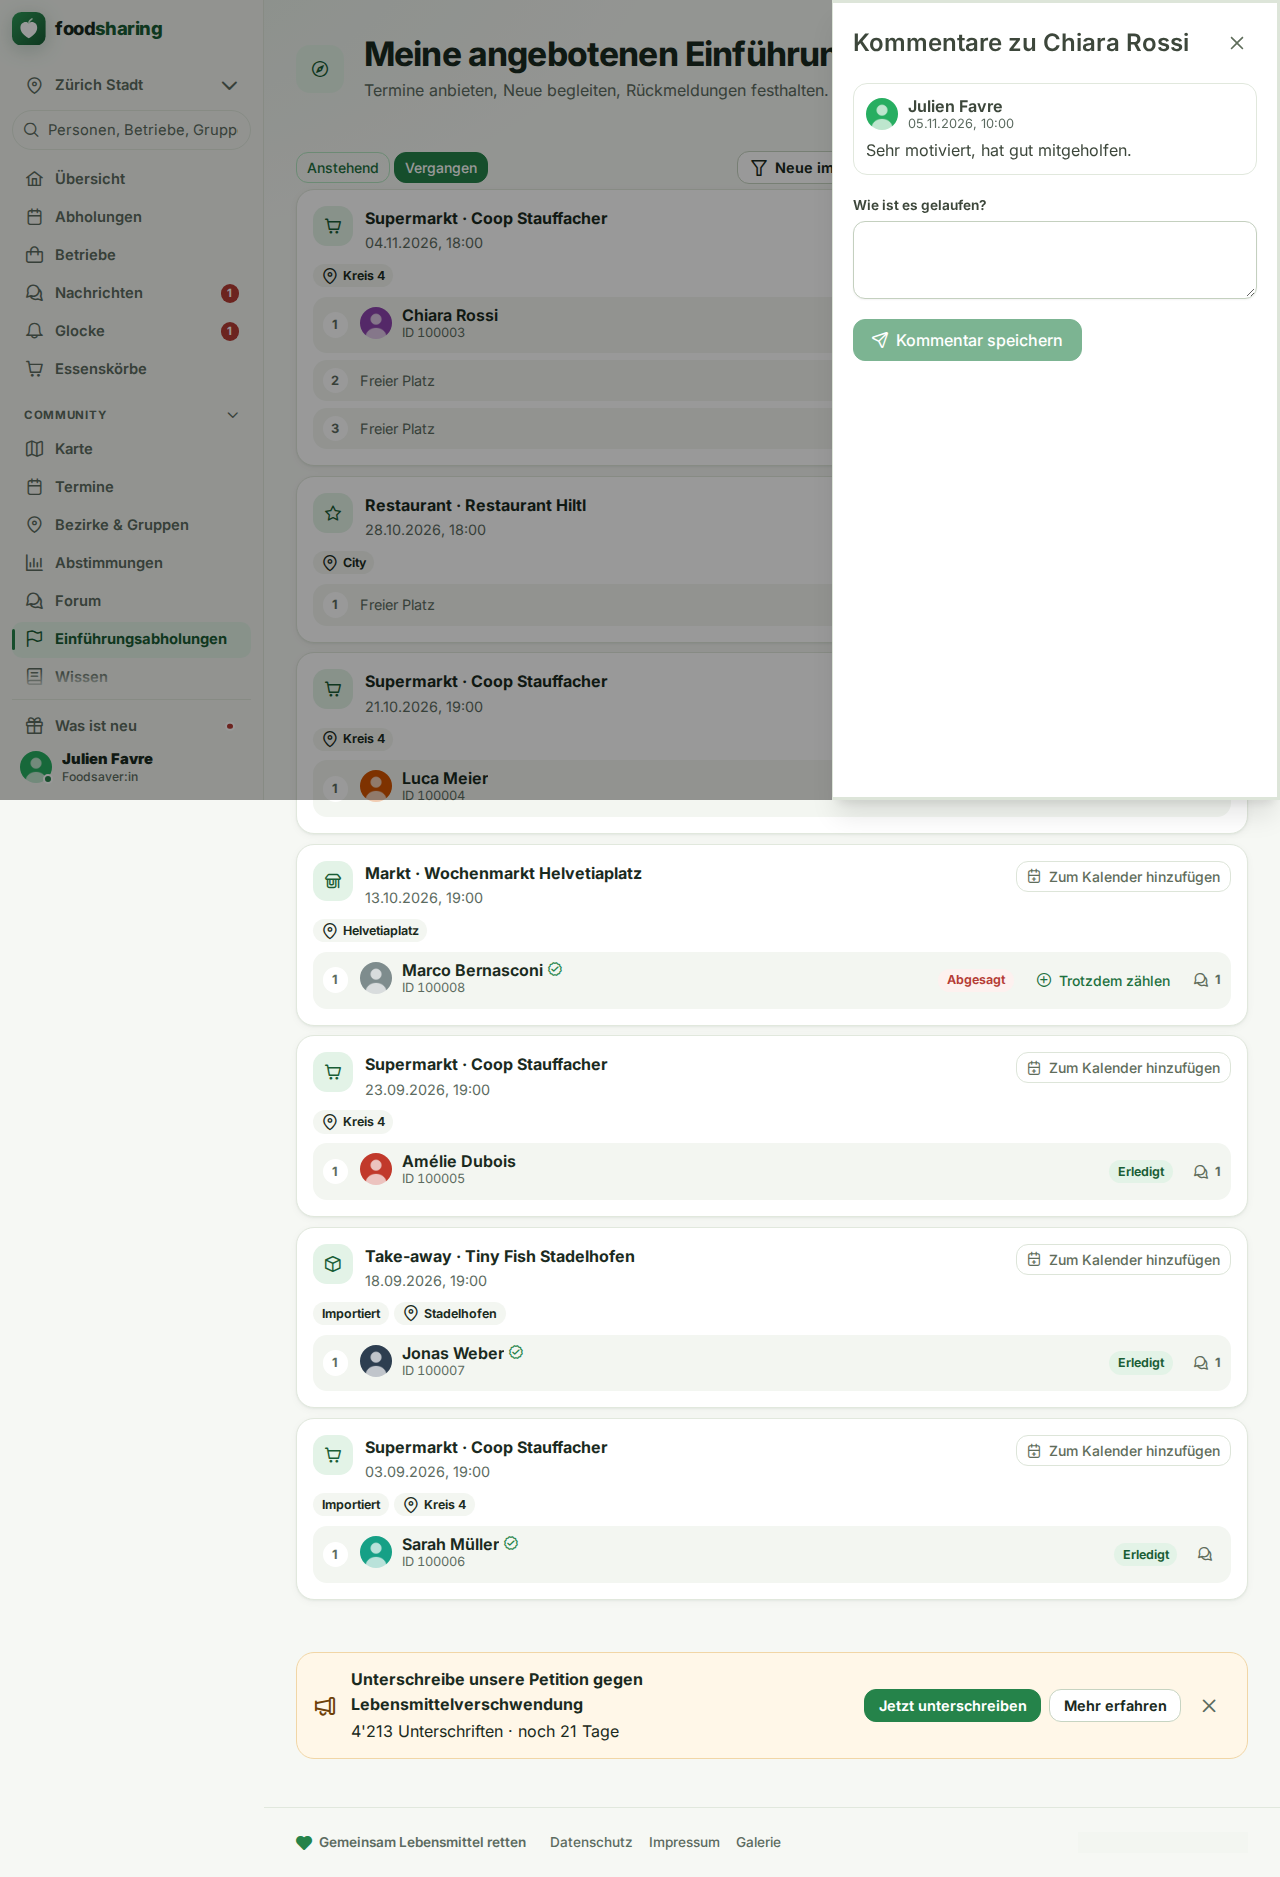 foodsharing
Zürich Stadt
Personen, Betriebe, Grupp
Übersicht
Abholungen
Betriebe
Nachrichten 1
Glocke 1
Essenskörbe
COMMUNITY
Karte
Termine
Bezirke & Gruppen
Abstimmungen
Forum
Einführungsabholungen
Wissen
Was ist neu
Julien Favre
Foodsaver:in
Meine angebotenen Einführun
Termine anbieten, Neue begleiten, Rückmeldungen festhalten.
Anstehend
Vergangen
Neue im
Supermarkt · Coop Stauffacher
04.11.2026, 18:00
Kreis 4
1 Chiara Rossi
ID 100003
2 Freier Platz
3 Freier Platz
Restaurant · Restaurant Hiltl
28.10.2026, 18:00
City
1 Freier Platz
Supermarkt · Coop Stauffacher
21.10.2026, 19:00
Kreis 4
1 Luca Meier
ID 100004
Kommentare zu Chiara Rossi
Julien Favre
05.11.2026, 10:00
Sehr motiviert, hat gut mitgeholfen.
Wie ist es gelaufen?
Kommentar speichern
Markt · Wochenmarkt Helvetiaplatz
Zum Kalender hinzufügen
13.10.2026, 19:00
Helvetiaplatz
1 Marco Bernasconi
ID 100008
Abgesagt
Trotzdem zählen
1
Supermarkt · Coop Stauffacher
Zum Kalender hinzufügen
23.09.2026, 19:00
Kreis 4
1 Amélie Dubois
ID 100005
Erledigt
1
Take-away · Tiny Fish Stadelhofen
Zum Kalender hinzufügen
18.09.2026, 19:00
Importiert
Stadelhofen
1 Jonas Weber
ID 100007
Erledigt
1
Supermarkt · Coop Stauffacher
Zum Kalender hinzufügen
03.09.2026, 19:00
Importiert
Kreis 4
1 Sarah Müller
ID 100006
Erledigt
Unterschreibe unsere Petition gegen
Lebensmittelverschwendung
4'213 Unterschriften · noch 21 Tage
Jetzt unterschreiben
Mehr erfahren
Gemeinsam Lebensmittel retten
Datenschutz
Impressum
Galerie